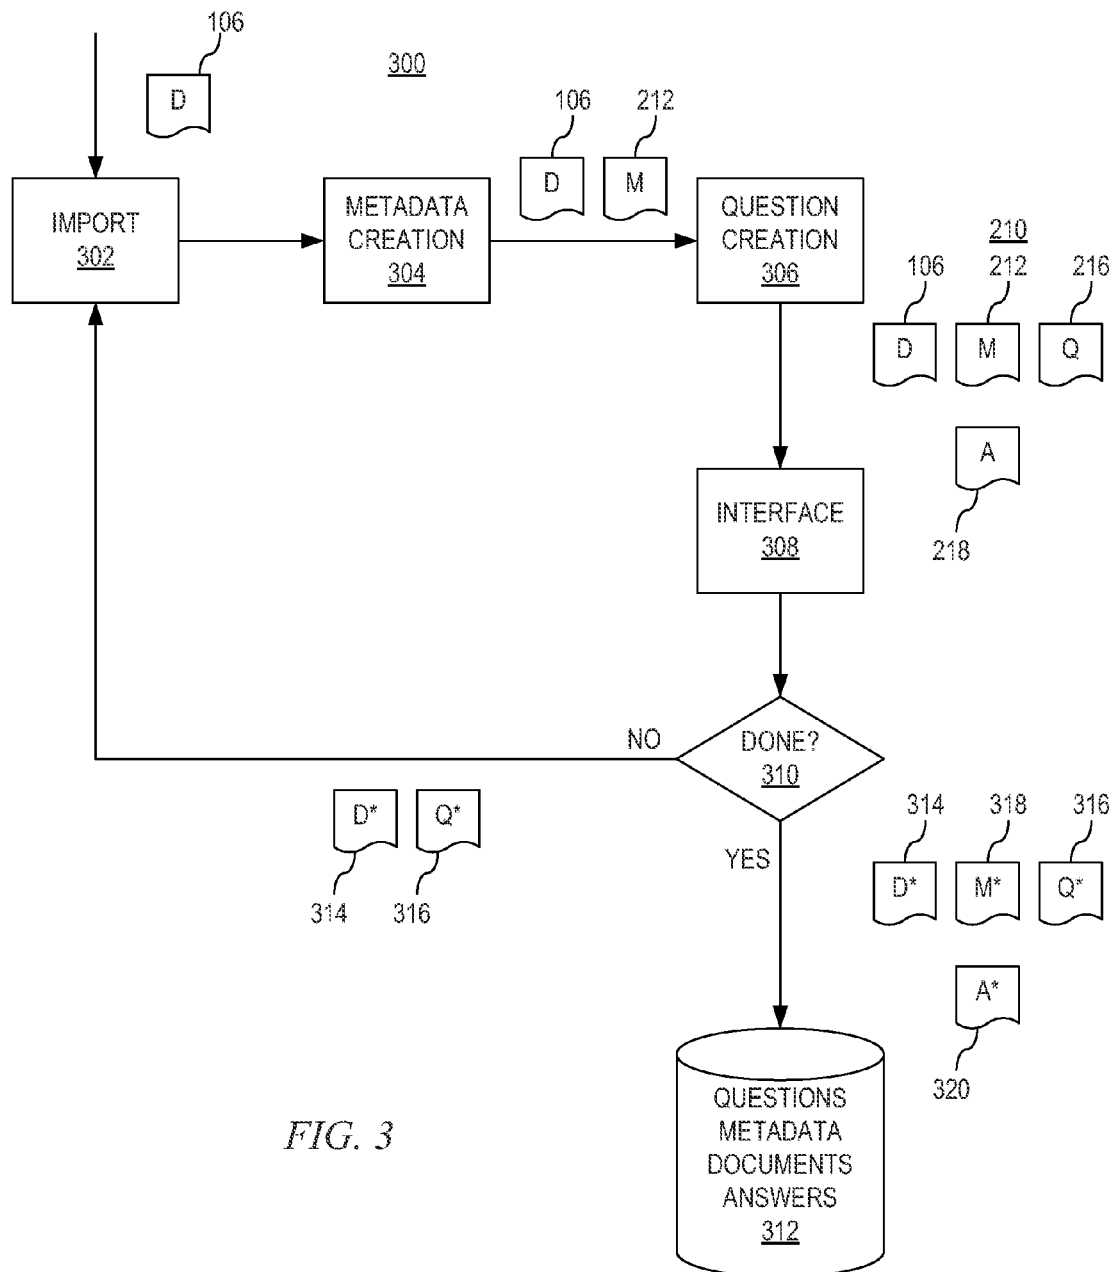 106
300
D
106
212
D
M
IMPORT
302
METADATA
CREATION
304
QUESTION
CREATION
306
210
106
212
216
D
M
Q
A
218
INTERFACE
308
NO
DONE?
310
D*
Q*
314
316
YES
314
318
316
D*
M*
Q*
A*
320
QUESTIONS
METADATA
DOCUMENTS
ANSWERS
312
FIG. 3